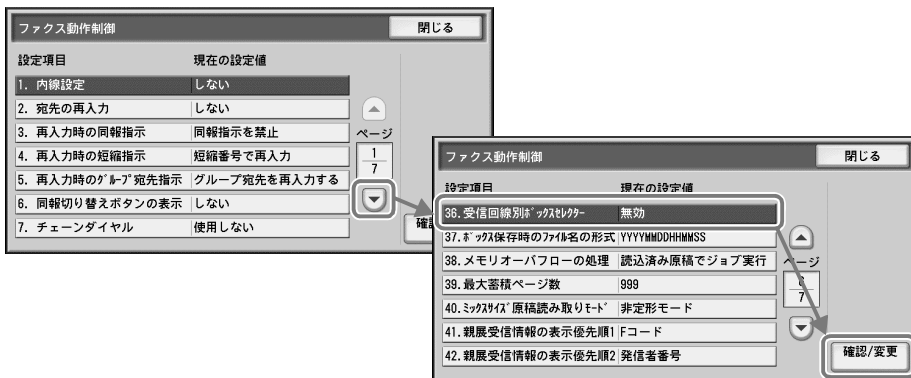 ファクス動作制御 閉じる
設定項目 現在の設定値
1. 内線設定 しない
2. 宛先の再入力 しない
3. 再入力時の同報指示 同報指示を禁止
4. 再入力時の短縮指示 短縮番号で再入力
5. 再入力時のグループ宛先指示 グループ宛先を再入力する
6. 同報切り替えボタンの表示 しない
7. チェーンダイヤル 使用しない
ページ
1
7
ファクス動作制御 閉じる
設定項目 現在の設定値
36.受信回線別ボックスセレクター 無効
37.ボックス保存時のファイル名の形式 YYYYMMDDHHMMSS
38.メモリオーバフローの処理 読込済み原稿でジョブ実行
39.最大蓄積ページ数 999
40.ミックスサイズ原稿読み取りモード 非定形モード
41.親展受信情報の表示優先順1 Fコード
42.親展受信情報の表示優先順2 発信者番号
ページ
6
7
確認/変更